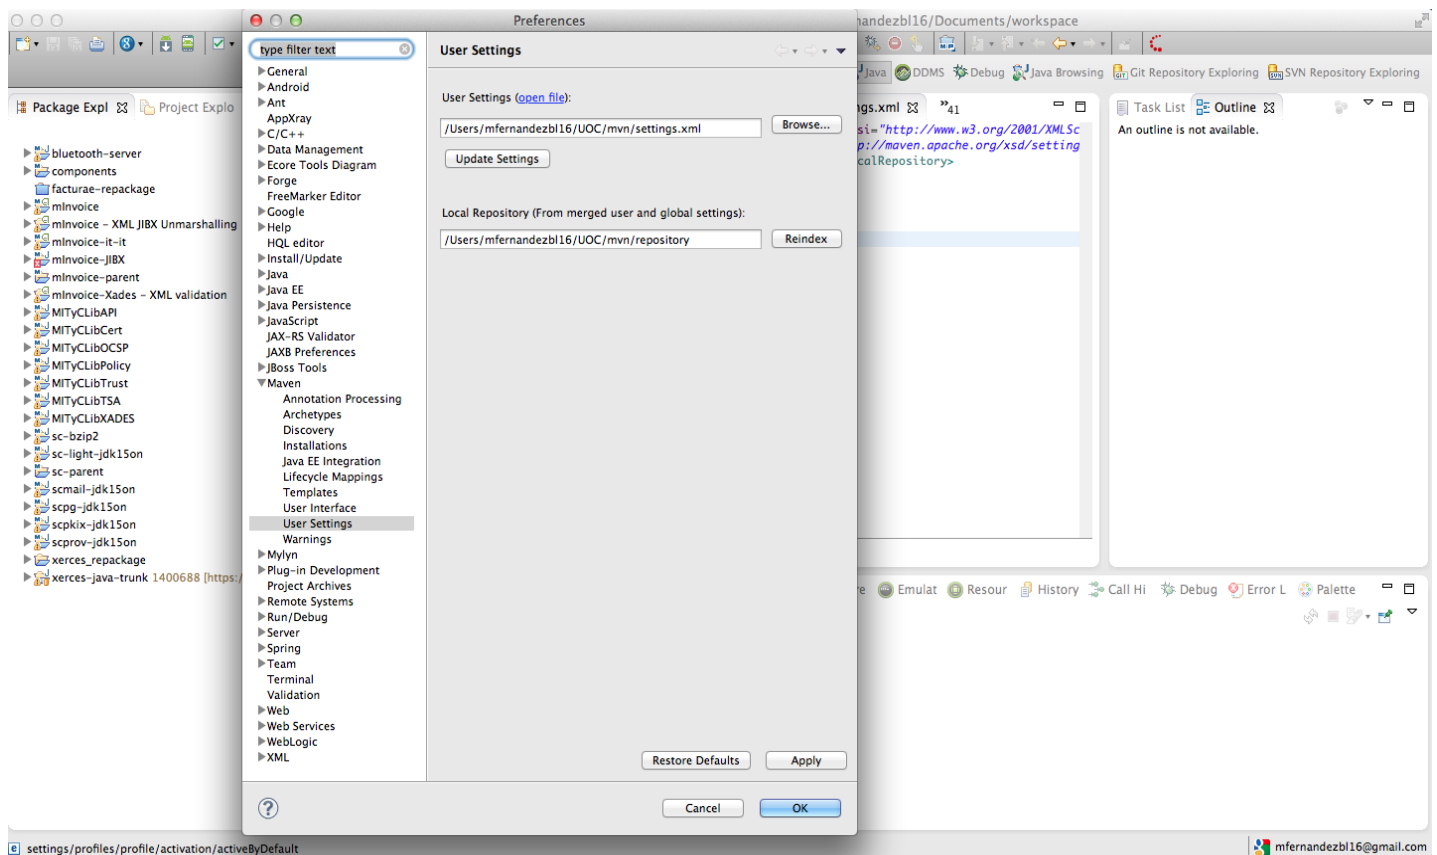 Preferences
nandezbl16/Documents/workspace
type filter text
User Settings
Java
DDMS
Debug
Java Browsing
Git Repository Exploring
SVN Repository Exploring
Package Expl
Project Explo
bluetooth-server
components
facturae-repackage
mInvoice
mInvoice - XML JIBX Unmarshalling
mInvoice-it-it
mInvoice-JIBX
mInvoice-parent
mInvoice-Xades - XML validation
MITyCLibAPI
MITyCLibCert
MITyCLibOCSP
MITyCLibPolicy
MITyCLibTrust
MITyCLibTSA
MITyCLibXADES
sc-bzip2
sc-light-jdk15on
sc-parent
scmail-jdk15on
scpg-jdk15on
scpkix-jdk15on
scprov-jdk15on
xerces_repackage
xerces-java-trunk 1400688 [https:/
General
Android
Ant
AppXray
C/C++
Data Management
Ecore Tools Diagram
Forge
FreeMarker Editor
Google
Help
HQL editor
Install/Update
Java
Java EE
Java Persistence
JavaScript
JAX-RS Validator
JAXB Preferences
JBoss Tools
Maven
Annotation Processing
Archetypes
Discovery
Installations
Java EE Integration
Lifecycle Mappings
Templates
User Interface
User Settings
Warnings
Mylyn
Plug-in Development
Project Archives
Remote Systems
Run/Debug
Server
Spring
Team
Terminal
Validation
Web
Web Services
WebLogic
XML
User Settings (open file):
/Users/mfernandezbl16/UOC/mvn/settings.xml
Browse...
Update Settings
Local Repository (From merged user and global settings):
/Users/mfernandezbl16/UOC/mvn/repository
Reindex
Restore Defaults
Apply
Cancel
OK
gs.xml
»41
si="http://www.w3.org/2001/XMLSc
p://maven.apache.org/xsd/setting
calRepository>
Task List
Outline
An outline is not available.
re
Emulat
Resour
History
Call Hi
Debug
Error L
Palette
settings/profiles/profile/activation/activeByDefault
mfernandezbl16@gmail.com